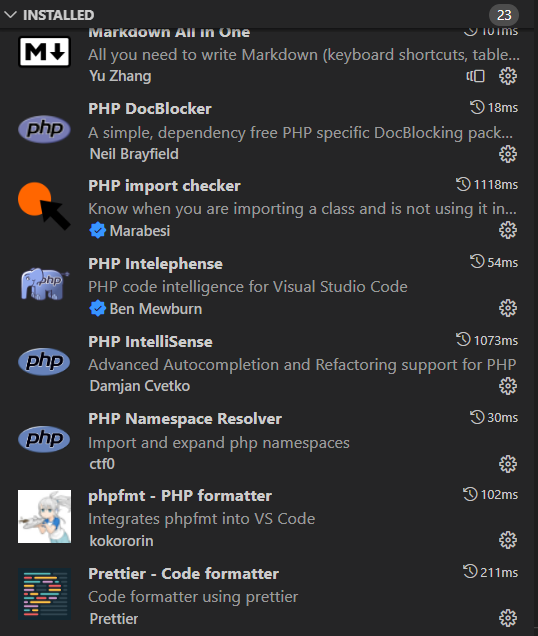 INSTALLED 23
Markdown All in One 101ms
All you need to write Markdown (keyboard shortcuts, table...
Yu Zhang
PHP DocBlocker 18ms
A simple, dependency free PHP specific DocBlocking pack...
Neil Brayfield
PHP import checker 1118ms
Know when you are importing a class and is not using it in...
Marabesi
PHP Intelephense 54ms
PHP code intelligence for Visual Studio Code
Ben Mewburn
PHP IntelliSense 1073ms
Advanced Autocompletion and Refactoring support for PHP
Damjan Cvetko
PHP Namespace Resolver 30ms
Import and expand php namespaces
ctf0
phpfmt - PHP formatter 102ms
Integrates phpfmt into VS Code
kokororin
Prettier - Code formatter 211ms
Code formatter using prettier
Prettier
M
php
php
php
php